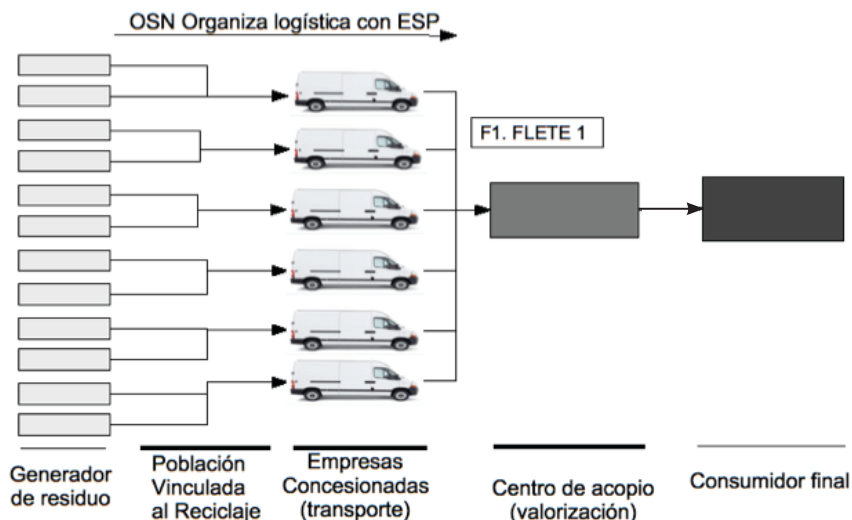 OSN Organiza logística con ESP
F1. FLETE 1
Generador
de residuo
Población
Vinculada
al Reciclaje
Empresas
Concesionadas
(transporte)
Centro de acopio
(valorización)
Consumidor final